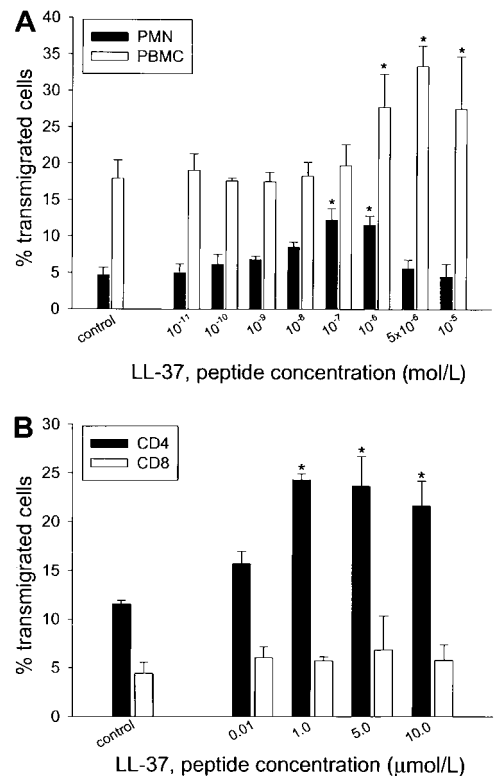 A
40
35
30
25
20
15
10
5
0
% transmigrated cells
PMN
PBMC
* * * * *
control 10⁻¹¹ 10⁻¹⁰ 10⁻⁹ 10⁻⁸ 10⁻⁷ 10⁻⁶ 5x10⁻⁶ 10⁻⁵
LL-37, peptide concentration (mol/L)
B
30
25
20
15
10
5
0
% transmigrated cells
CD4
CD8
* * *
control 0.01 1.0 5.0 10.0
LL-37, peptide concentration (μmol/L)